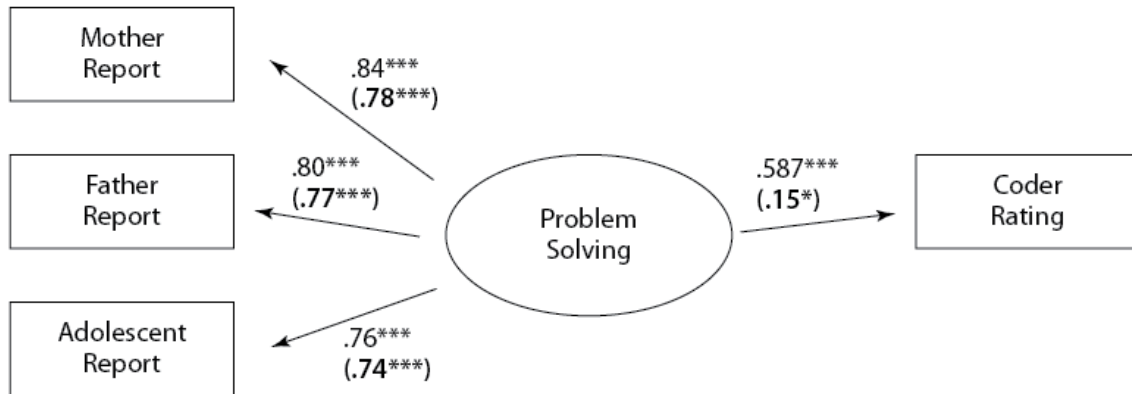 Mother
Report
.84***
(.78***)
Father
Report
.80***
(.77***)
Adolescent
Report
.76***
(.74***)
Problem
Solving
.587***
(.15*)
Coder
Rating